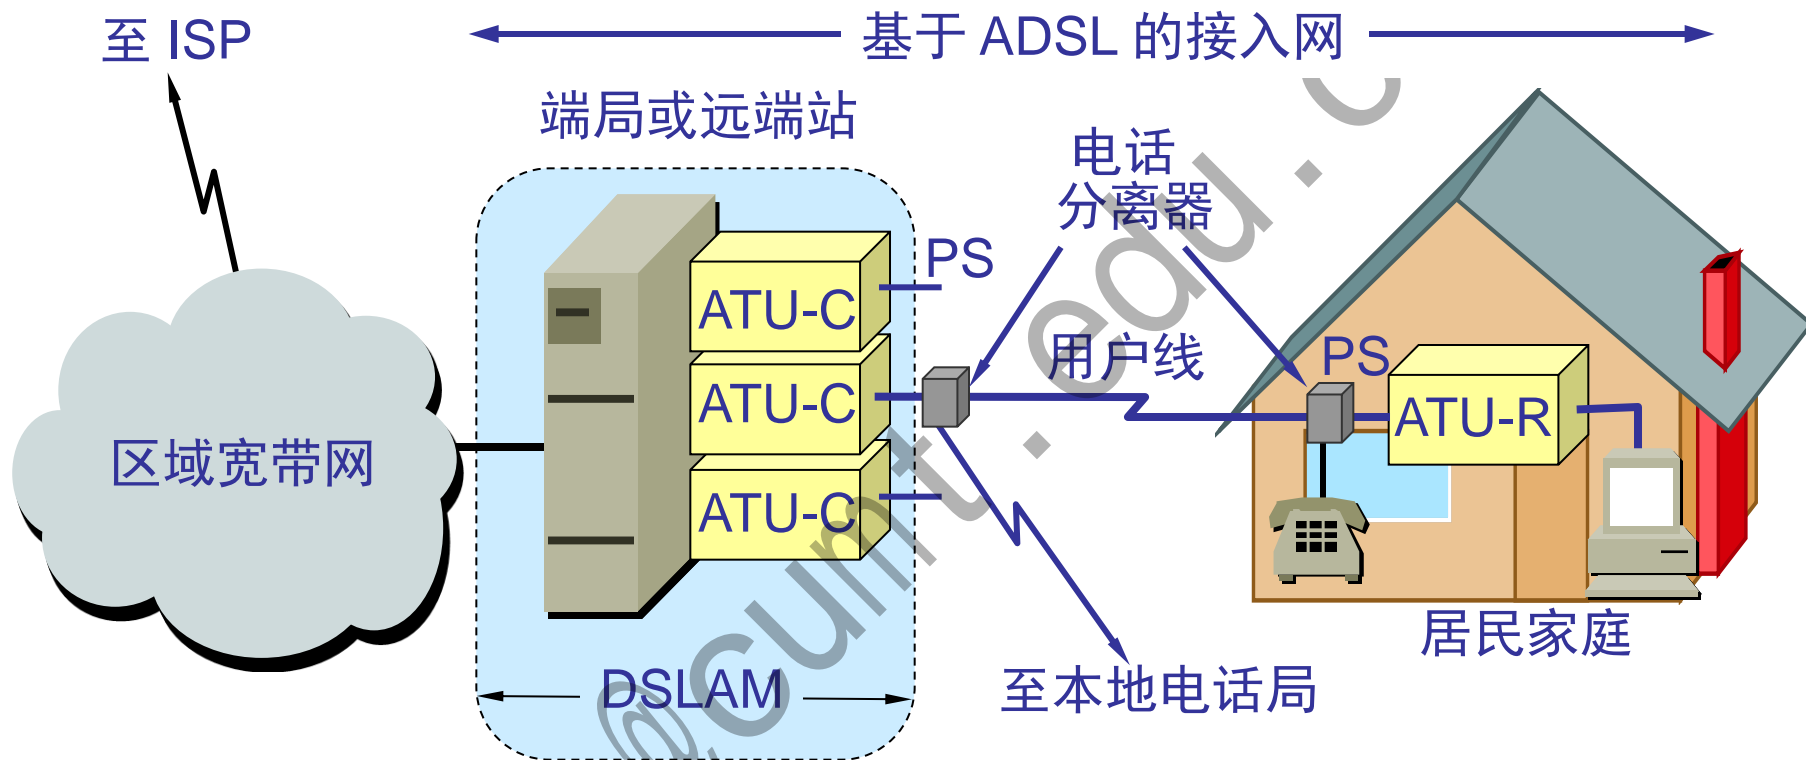 至 ISP
基于 ADSL 的接入网
端局或远端站
电话
分离器
PS
ATU-C
用户线
PS
ATU-C
ATU-R
区域宽带网
ATU-C
居民家庭
DSLAM
至本地电话局
@cumt.edu.c